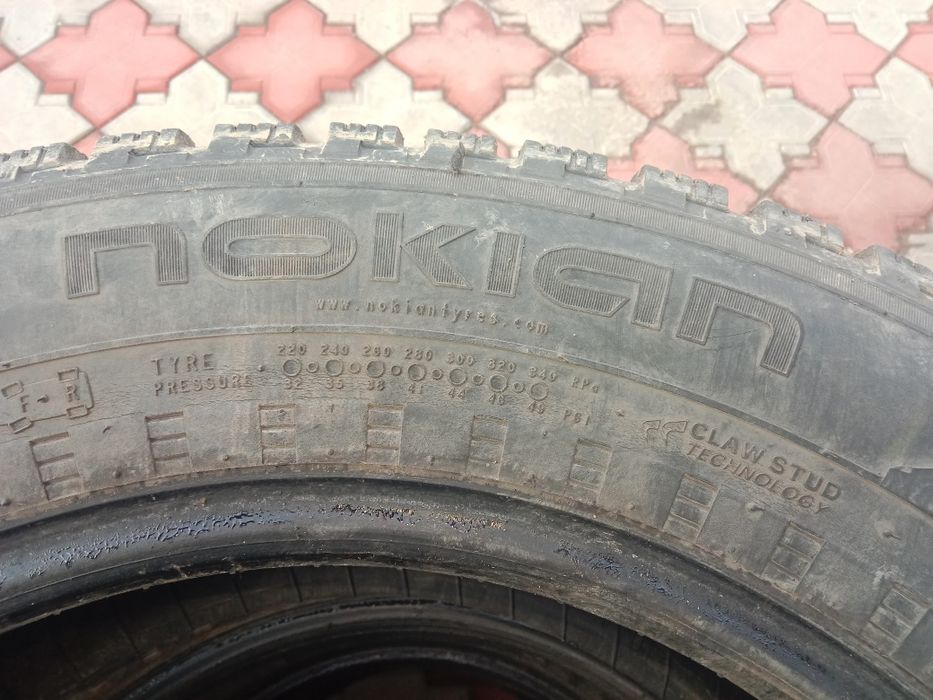 nokian
www.nokiantyres.com
220 240 260 280 300 320 340 kPa
TYRE
PRESSURE
32 35 38 41 44 46 49 PSI
F R
CLAW STUD
TECHNOLOGY